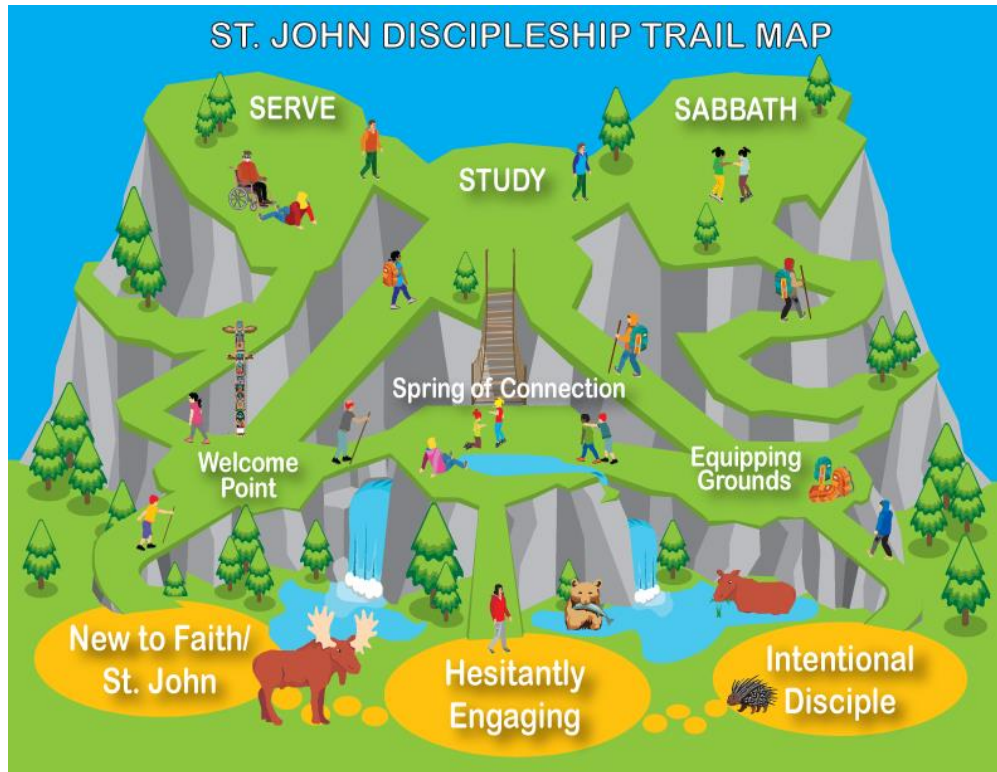 ST. JOHN DISCIPLESHIP TRAIL MAP
SERVE
SABBATH
STUDY
Spring of Connection
Welcome
Point
Equipping
Grounds
New to Faith/
St. John
Hesitantly
Engaging
Intentional
Disciple